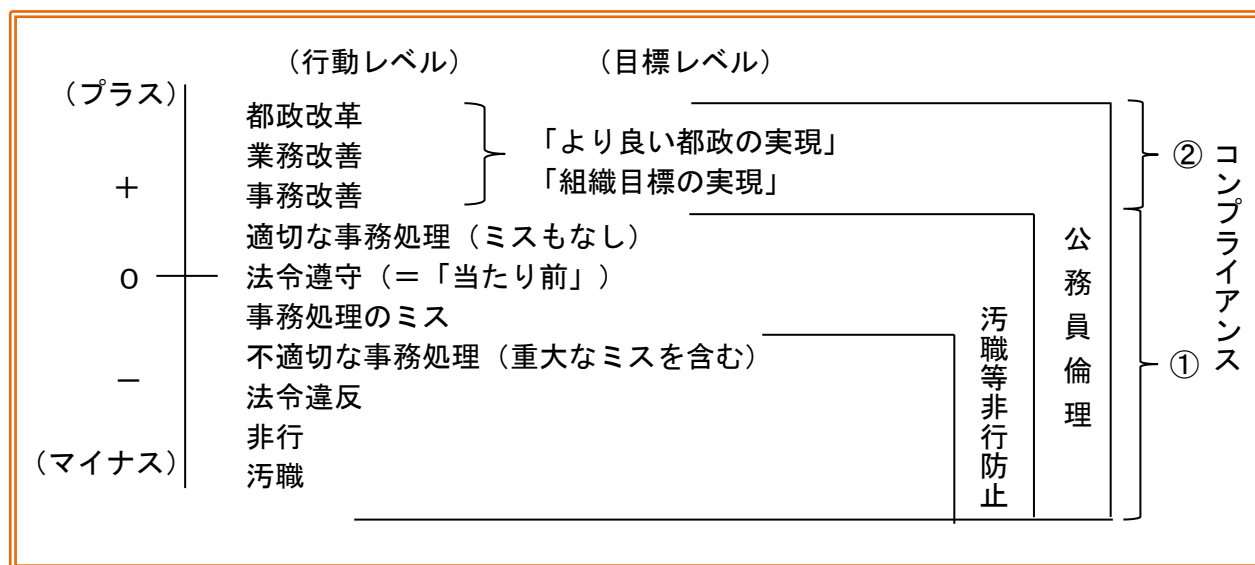 （行動レベル）　（目標レベル）
（プラス）
都政改革
業務改善
事務改善
「より良い都政の実現」
「組織目標の実現」
＋
適切な事務処理（ミスもなし）
０
法令遵守（＝「当たり前」）
事務処理のミス
不適切な事務処理（重大なミスを含む）
－
法令違反
非行
（マイナス）
汚職
汚職等非行防止
公務員倫理
②
①
コンプライアンス